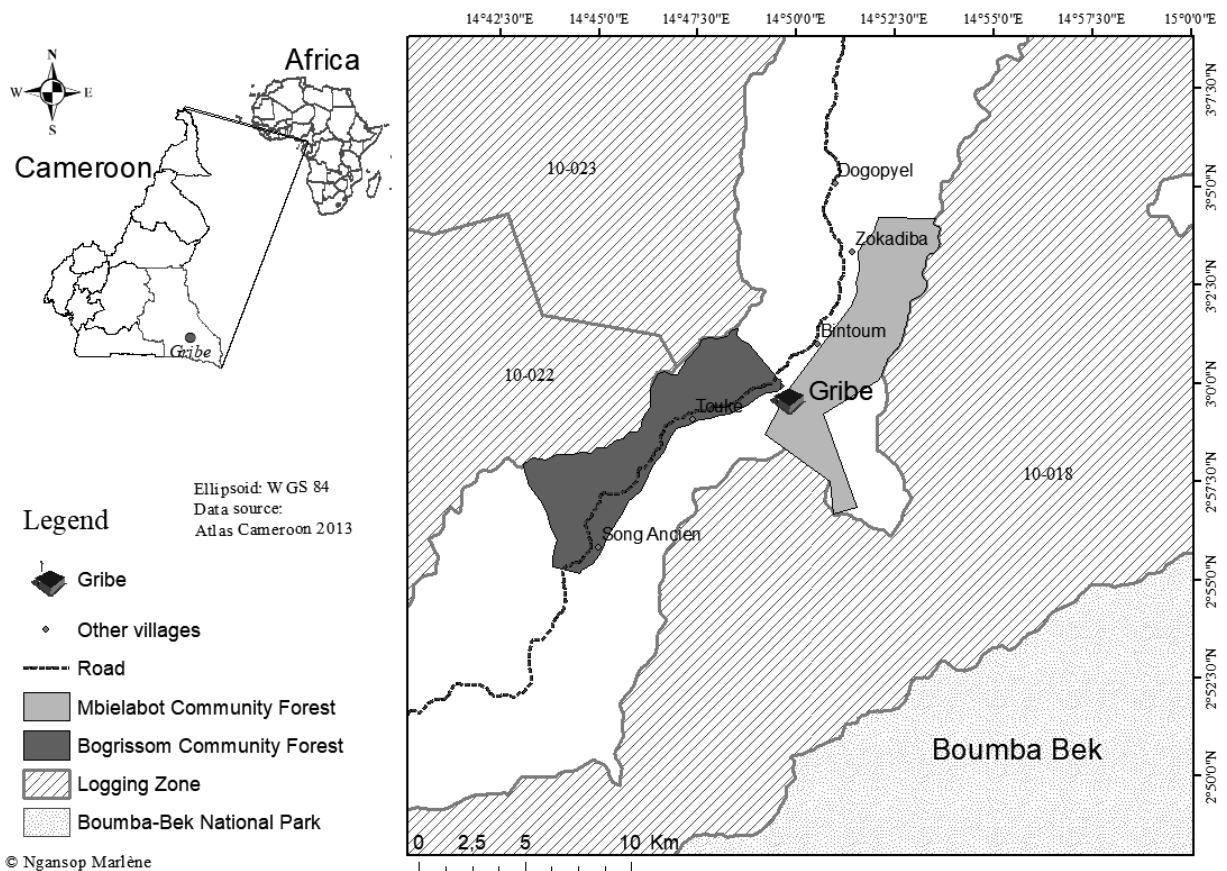 14°42'30"E 14°45'0"E 14°47'30"E 14°50'0"E 14°52'30"E 14°55'0"E 14°57'30"E 15°0'0"E
N
W E
S
Africa
Cameroon
Gribe
3°7'30"N
3°5'0"N
3°2'30"N
3°0'0"N
2°57'30"N
2°55'0"N
2°52'30"N
2°50'0"N
10-023
Dogopyel
Zokadiba
Bintoum
10-022
Gribe
Touke
10-018
Song Ancien
Boumba Bek
0 2,5 5 10 Km
Ellipsoid: WGS 84
Data source:
Atlas Cameroon 2013
Legend
Gribe
Other villages
Road
Mbielabot Community Forest
Bogrissom Community Forest
Logging Zone
Boumba-Bek National Park
© Ngansop Marlène